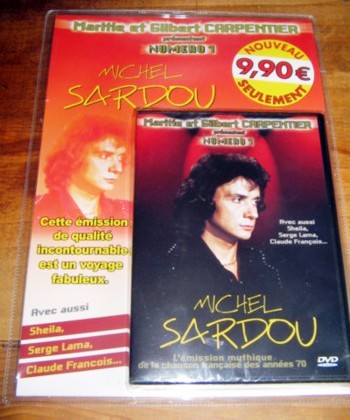 Maritie et Gilbert CARPENTIER
présentent
NUMERO 1
NOUVEAU
9,90€
SEULEMENT
MICHEL
SARDOU
Cette émission
de qualité
incontournable.
est un voyage
fabuleux.
Avec aussi
Sheila,
Serge Lama,
Claude Francois...
Maritie et Gilbert CARPENTIER
présentent
NUMERO 1
Avec aussi
Sheila,
Serge Lama,
Claude François...
MICHEL
SARDOU
L'émission mythique
de la chanson française des années 70
DVD